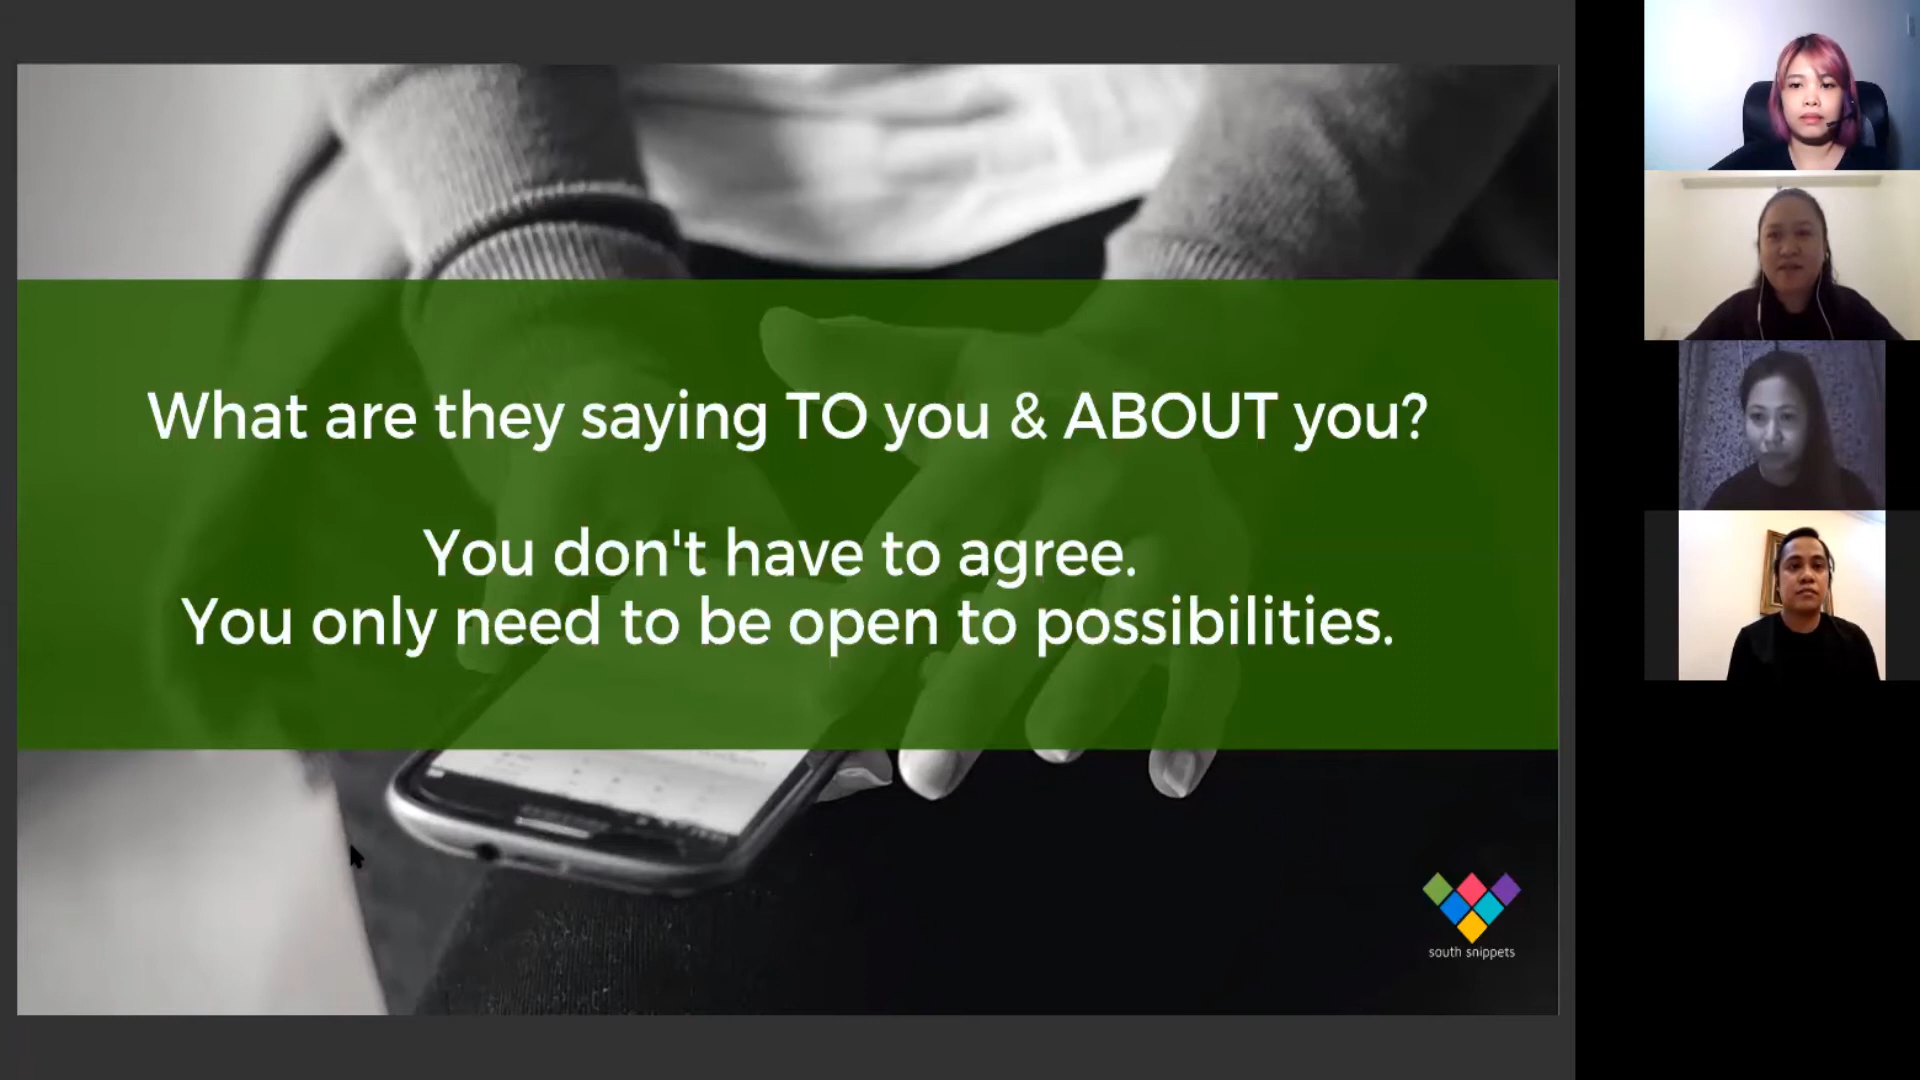 What are they saying TO you & ABOUT you?
You don't have to agree.
You only need to be open to possibilities.
south snippets